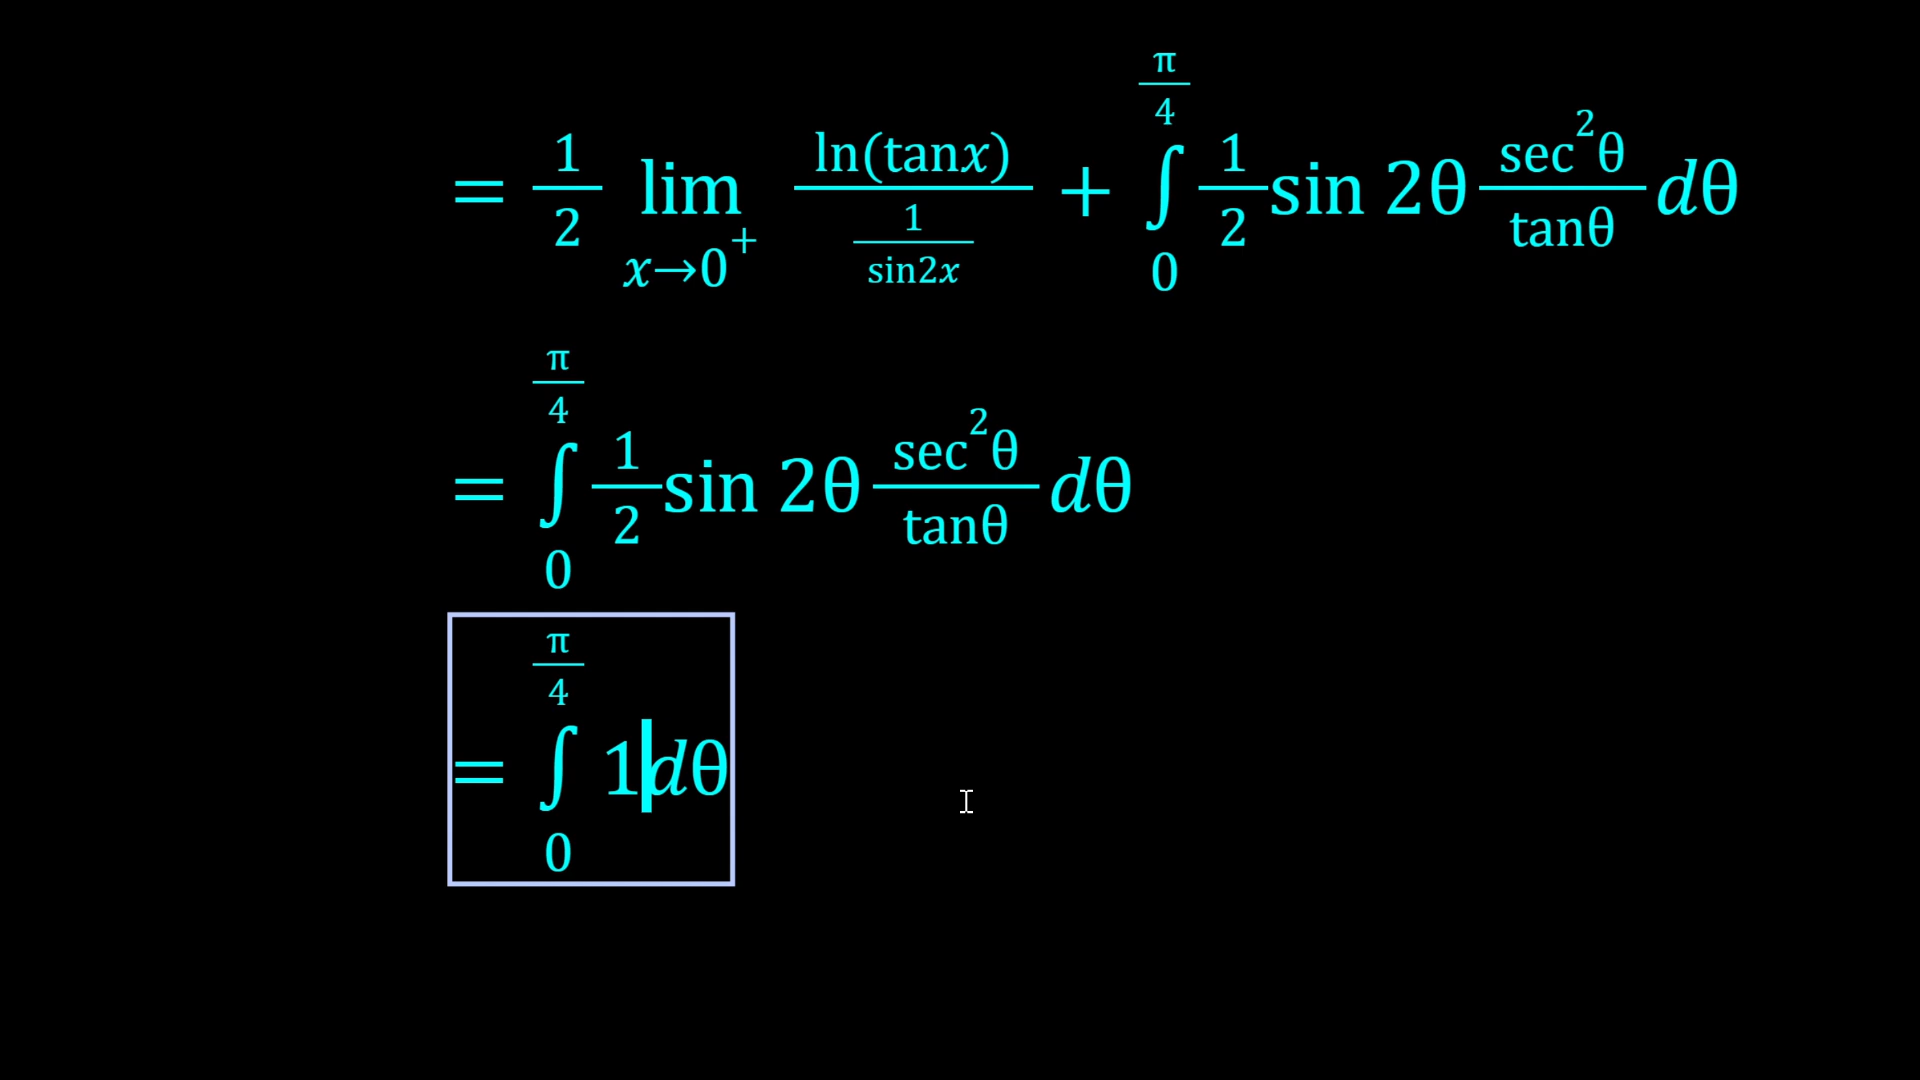 = 1/2 lim x→0⁺ ln(tanx) / (1/sin2x) + ∫₀^(π/4) 1/2 sin 2θ sec²θ/tanθ dθ
= ∫₀^(π/4) 1/2 sin 2θ sec²θ/tanθ dθ
= ∫₀^(π/4) 1dθ